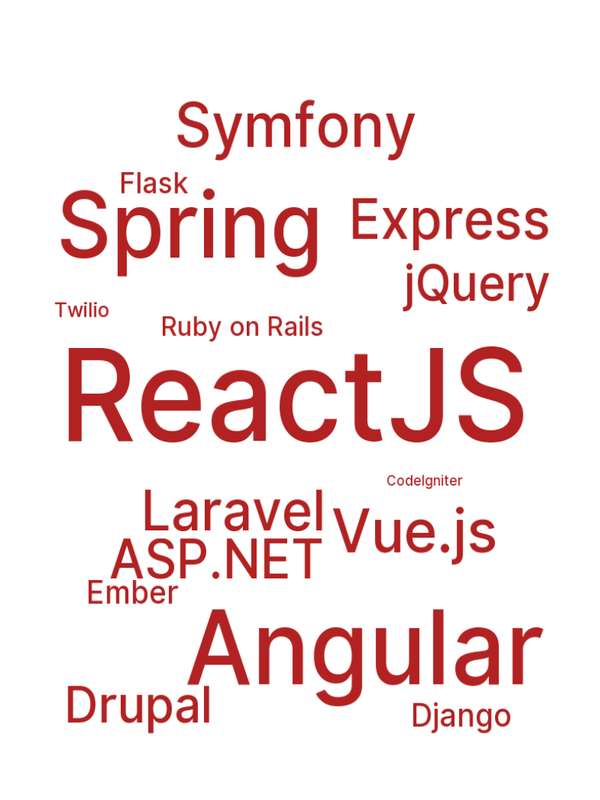 Symfony
Flask
Spring
Express
jQuery
Twilio
Ruby on Rails
ReactJS
CodeIgniter
Laravel
Vue.js
ASP.NET
Ember
Angular
Drupal
Django